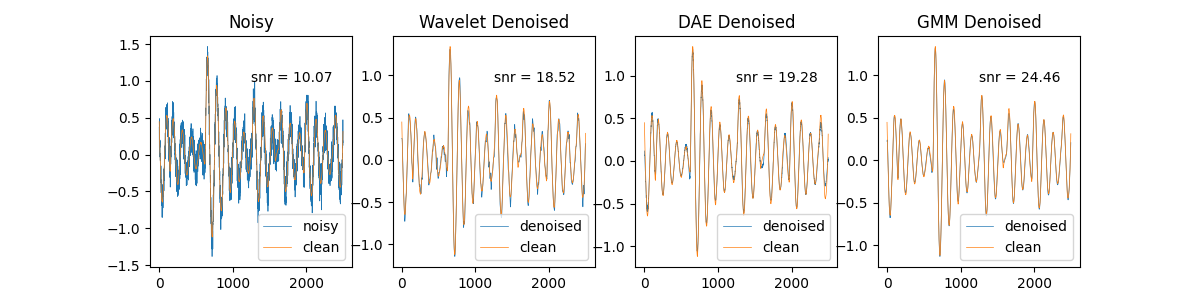 Noisy
1.5
1.0
0.5
0.0
−0.5
−1.0
−1.5
snr = 10.07
noisy
clean
0
1000
2000
Wavelet Denoised
1.0
0.5
0.0
−0.5
−1.0
snr = 18.52
denoised
clean
0
1000
2000
DAE Denoised
1.0
0.5
0.0
−0.5
−1.0
snr = 19.28
denoised
clean
0
1000
2000
GMM Denoised
1.0
0.5
0.0
−0.5
−1.0
snr = 24.46
denoised
clean
0
1000
2000